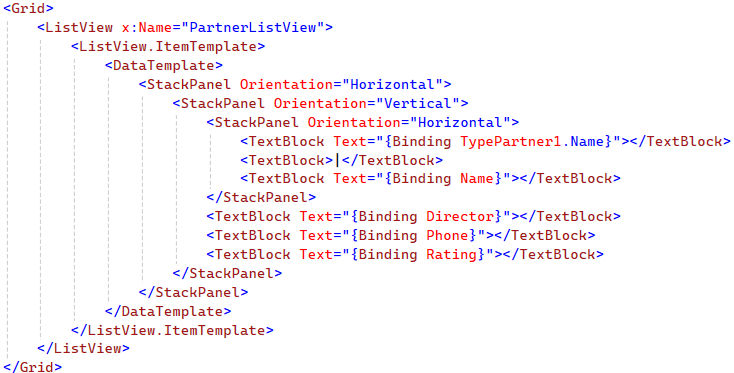 <Grid>
    <ListView x:Name="PartnerListView">
        <ListView.ItemTemplate>
            <DataTemplate>
                <StackPanel Orientation="Horizontal">
                    <StackPanel Orientation="Vertical">
                        <StackPanel Orientation="Horizontal">
                            <TextBlock Text="{Binding TypePartner1.Name}"></TextBlock>
                            <TextBlock>|</TextBlock>
                            <TextBlock Text="{Binding Name}"></TextBlock>
                        </StackPanel>
                        <TextBlock Text="{Binding Director}"></TextBlock>
                        <TextBlock Text="{Binding Phone}"></TextBlock>
                        <TextBlock Text="{Binding Rating}"></TextBlock>
                    </StackPanel>
                </StackPanel>
            </DataTemplate>
        </ListView.ItemTemplate>
    </ListView>
</Grid>